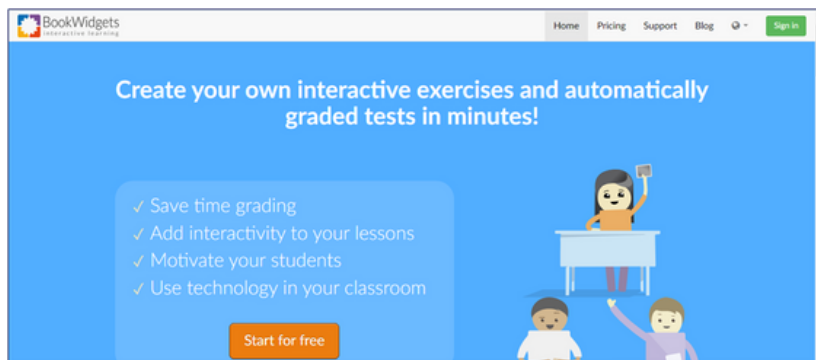 BookWidgets
interactive learning
Home Pricing Support Blog Sign in
Create your own interactive exercises and automatically
graded tests in minutes!
✓ Save time grading
✓ Add interactivity to your lessons
✓ Motivate your students
✓ Use technology in your classroom
Start for free